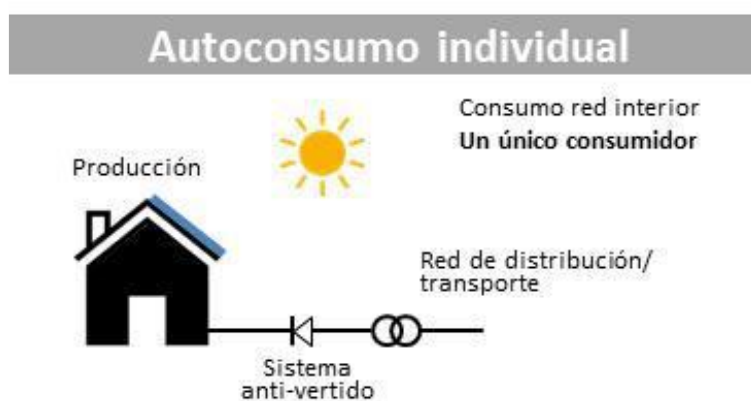 Autoconsumo individual
Consumo red interior
Un único consumidor
Producción
Red de distribución/
transporte
Sistema
anti-vertido